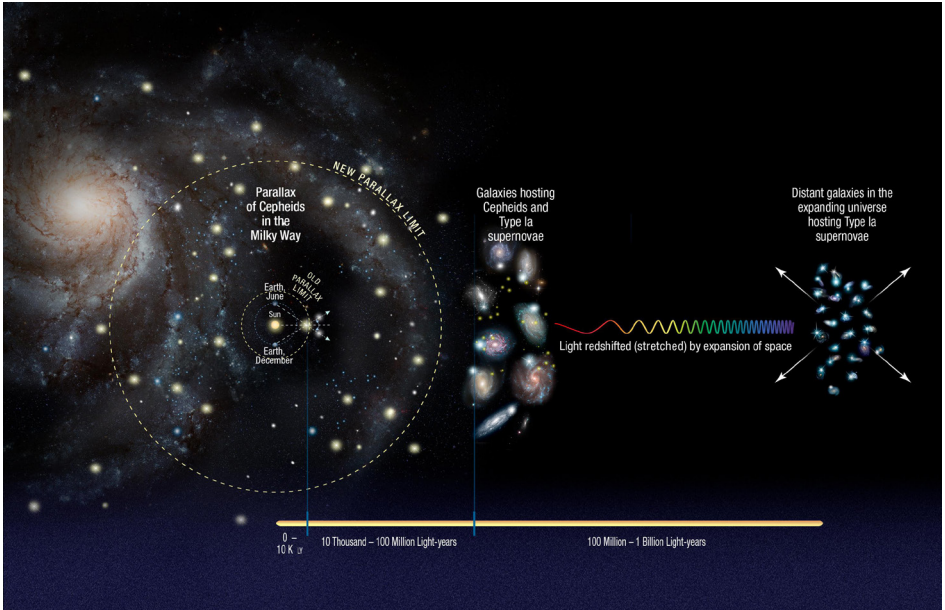 NEW PARALLAX LIMIT
Parallax
of Cepheids
in the
Milky Way
OLD
PARALLAX
LIMIT
Earth,
June
Sun
Earth,
December
Galaxies hosting
Cepheids and
Type Ia
supernovae
Light redshifted (stretched) by expansion of space
Distant galaxies in the
expanding universe
hosting Type Ia
supernovae
0 –
10 K LY
10 Thousand – 100 Million Light-years
100 Million – 1 Billion Light-years